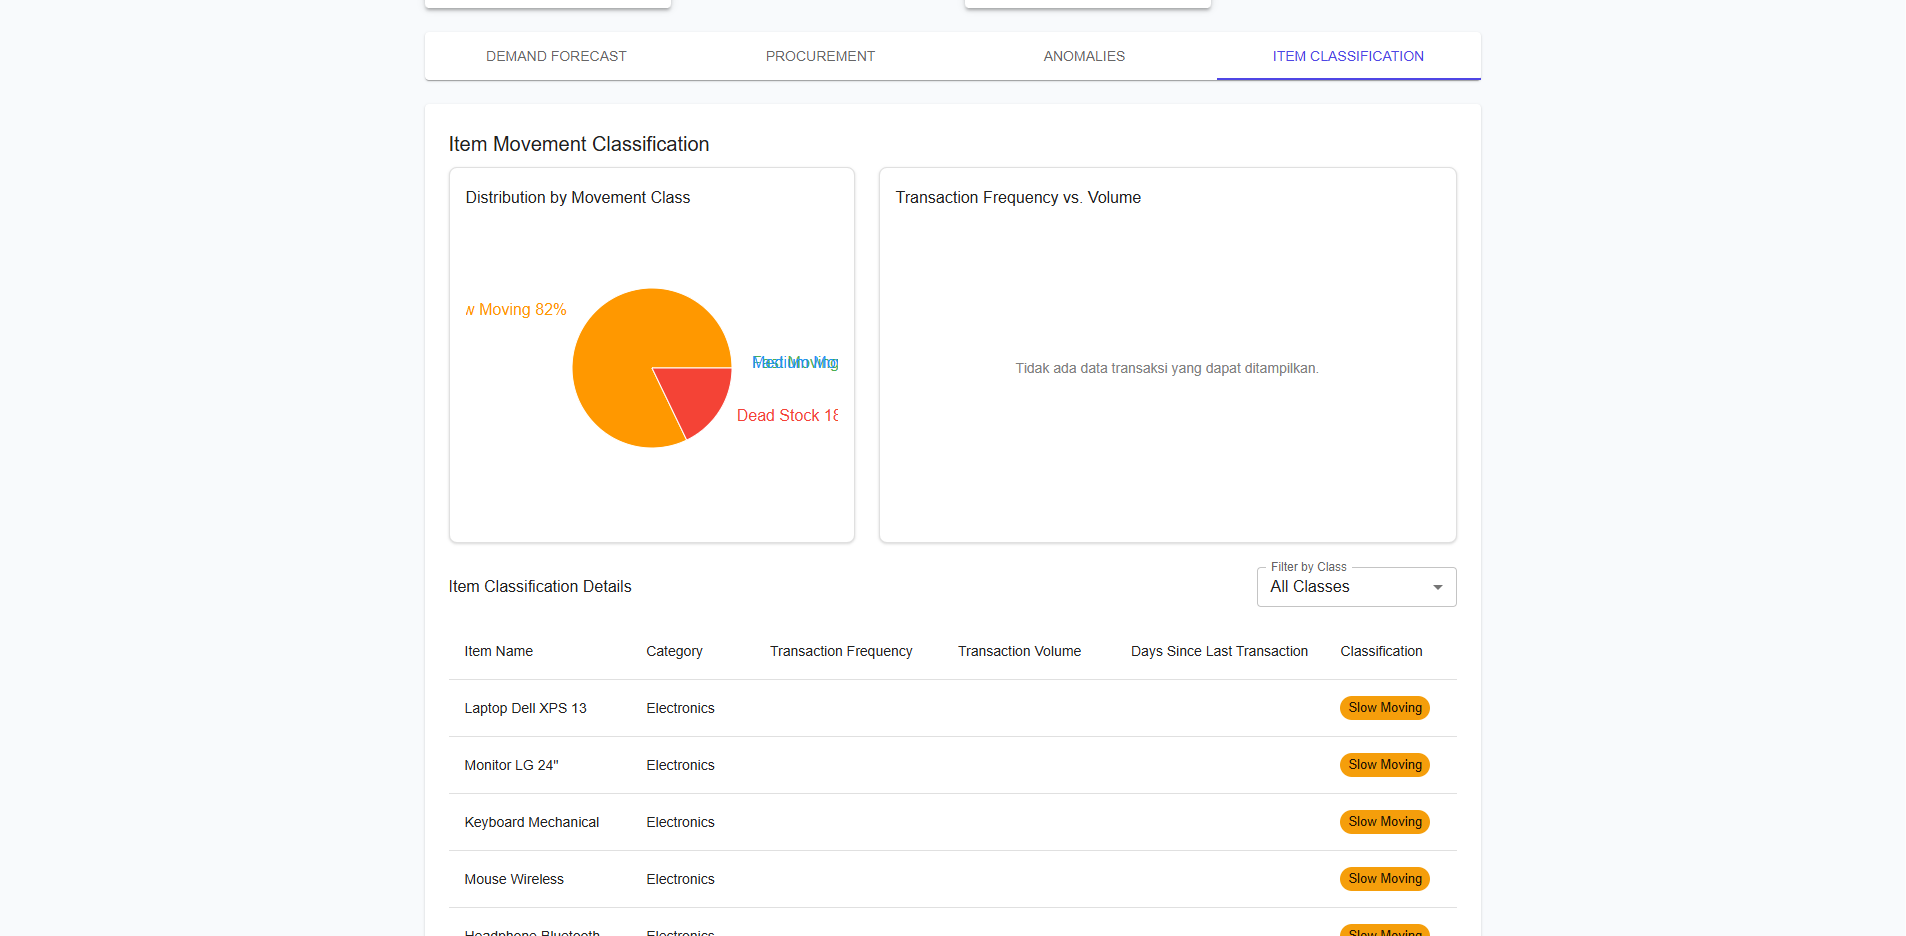 DEMAND FORECAST
PROCUREMENT
ANOMALIES
ITEM CLASSIFICATION
Item Movement Classification
Distribution by Movement Class
w Moving 82%
Dead Stock 18
Transaction Frequency vs. Volume
Tidak ada data transaksi yang dapat ditampilkan.
Item Classification Details
Filter by Class
All Classes
Item Name Category Transaction Frequency Transaction Volume Days Since Last Transaction Classification
Laptop Dell XPS 13 Electronics Slow Moving
Monitor LG 24" Electronics Slow Moving
Keyboard Mechanical Electronics Slow Moving
Mouse Wireless Electronics Slow Moving
Headphone Bluetooth Electronics Slow Moving